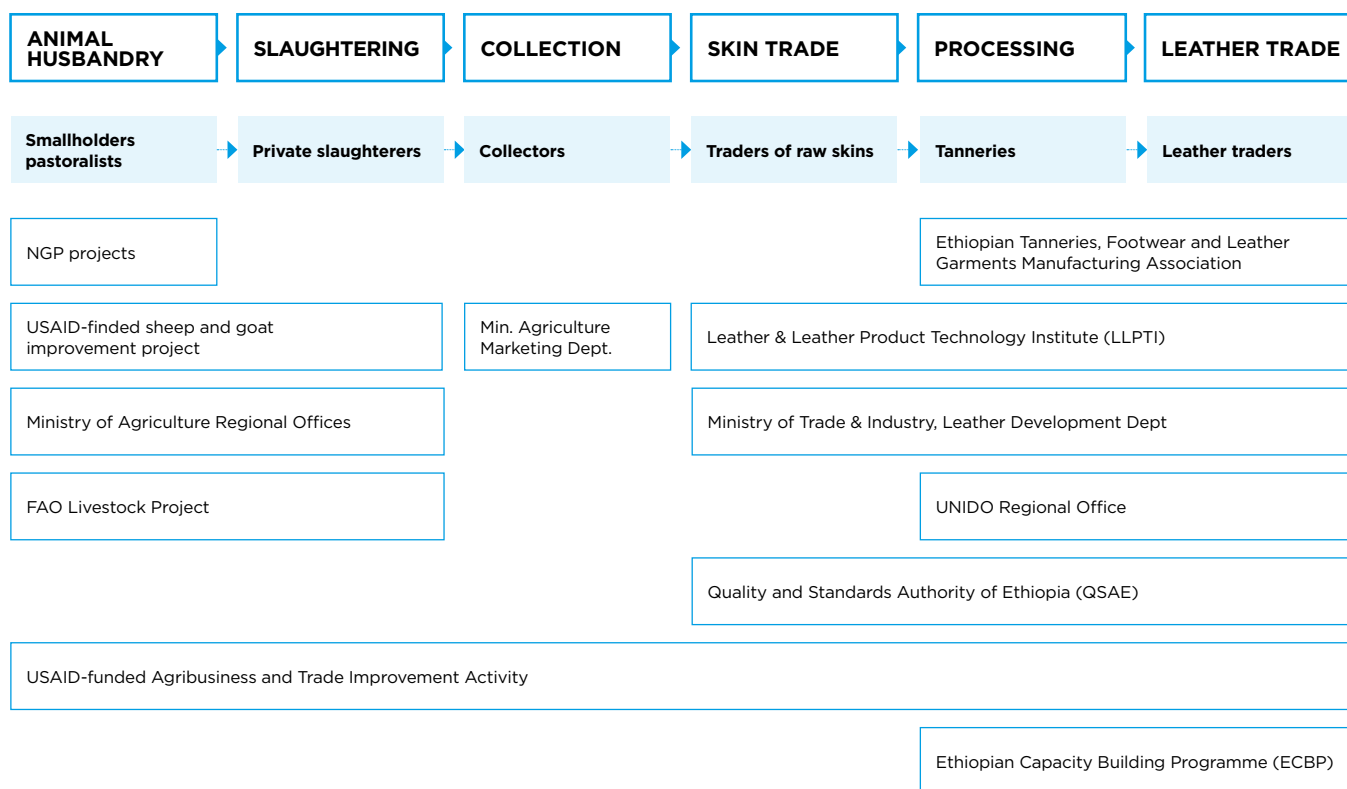 ANIMAL
HUSBANDRY
SLAUGHTERING
COLLECTION
SKIN TRADE
PROCESSING
LEATHER TRADE
Smallholders
pastoralists
Private slaughterers
Collectors
Traders of raw skins
Tanneries
Leather traders
NGP projects
Ethiopian Tanneries, Footwear and Leather
Garments Manufacturing Association
USAID-finded sheep and goat
improvement project
Min. Agriculture
Marketing Dept.
Leather & Leather Product Technology Institute (LLPTI)
Ministry of Agriculture Regional Offices
Ministry of Trade & Industry, Leather Development Dept
FAO Livestock Project
UNIDO Regional Office
Quality and Standards Authority of Ethiopia (QSAE)
USAID-funded Agribusiness and Trade Improvement Activity
Ethiopian Capacity Building Programme (ECBP)